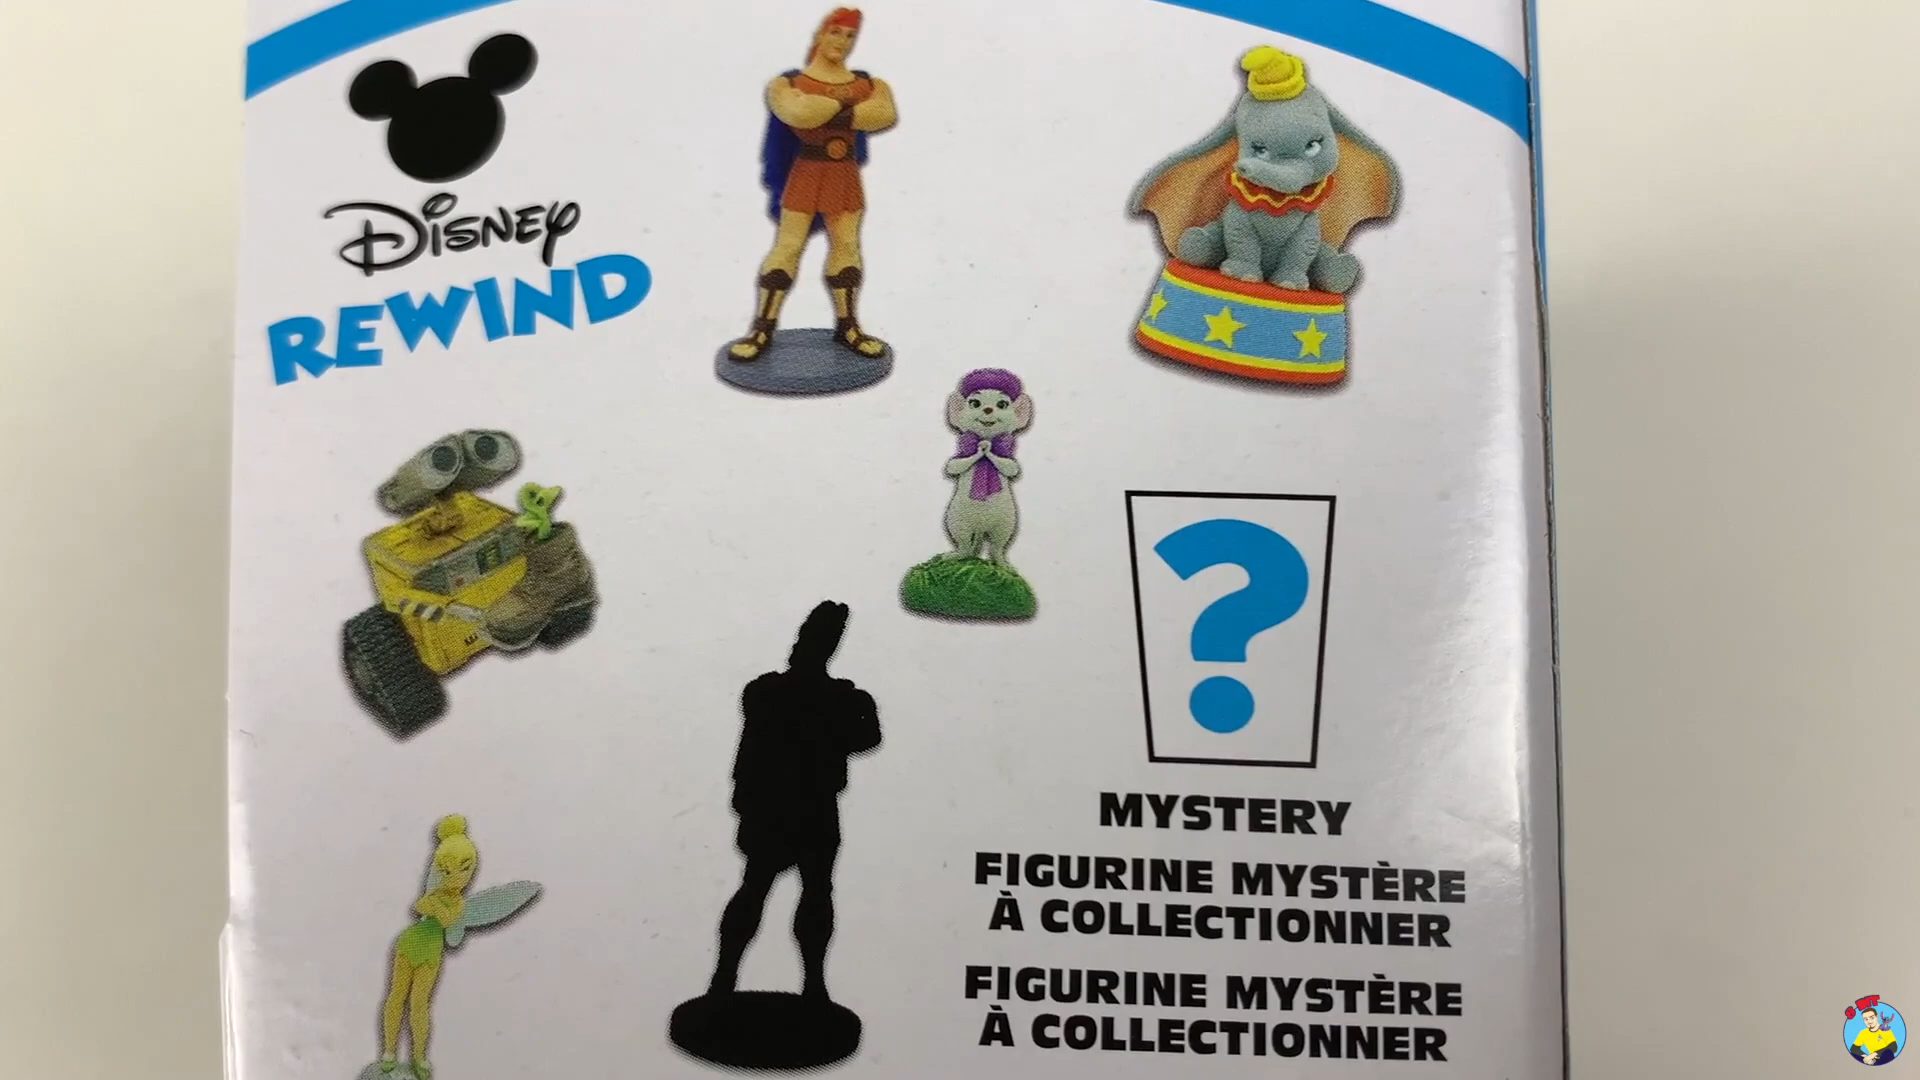 DISNEY
REWIND
MYSTERY
FIGURINE MYSTÈRE
À COLLECTIONNER
FIGURINE MYSTÈRE
À COLLECTIONNER